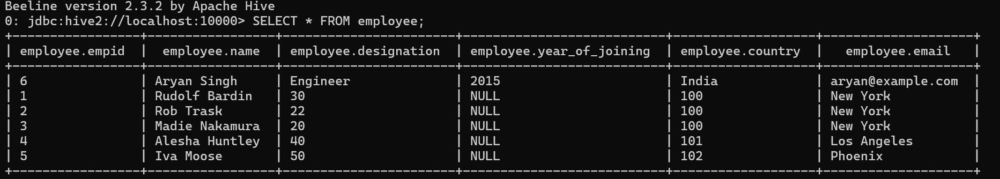 Beeline version 2.3.2 by Apache Hive
0: jdbc:hive2://localhost:10000> SELECT * FROM employee;
+-----------------+-----------------+-----------------------+---------------------------+-------------------+--------------------+
| employee.empid  |  employee.name  | employee.designation  | employee.year_of_joining  | employee.country  |   employee.email   |
+-----------------+-----------------+-----------------------+---------------------------+-------------------+--------------------+
| 6               | Aryan Singh     | Engineer              | 2015                      | India             | aryan@example.com  |
| 1               | Rudolf Bardin   | 30                    | NULL                      | 100               | New York           |
| 2               | Rob Trask       | 22                    | NULL                      | 100               | New York           |
| 3               | Madie Nakamura  | 20                    | NULL                      | 100               | New York           |
| 4               | Alesha Huntley  | 40                    | NULL                      | 101               | Los Angeles        |
| 5               | Iva Moose       | 50                    | NULL                      | 102               | Phoenix            |
+-----------------+-----------------+-----------------------+---------------------------+-------------------+--------------------+